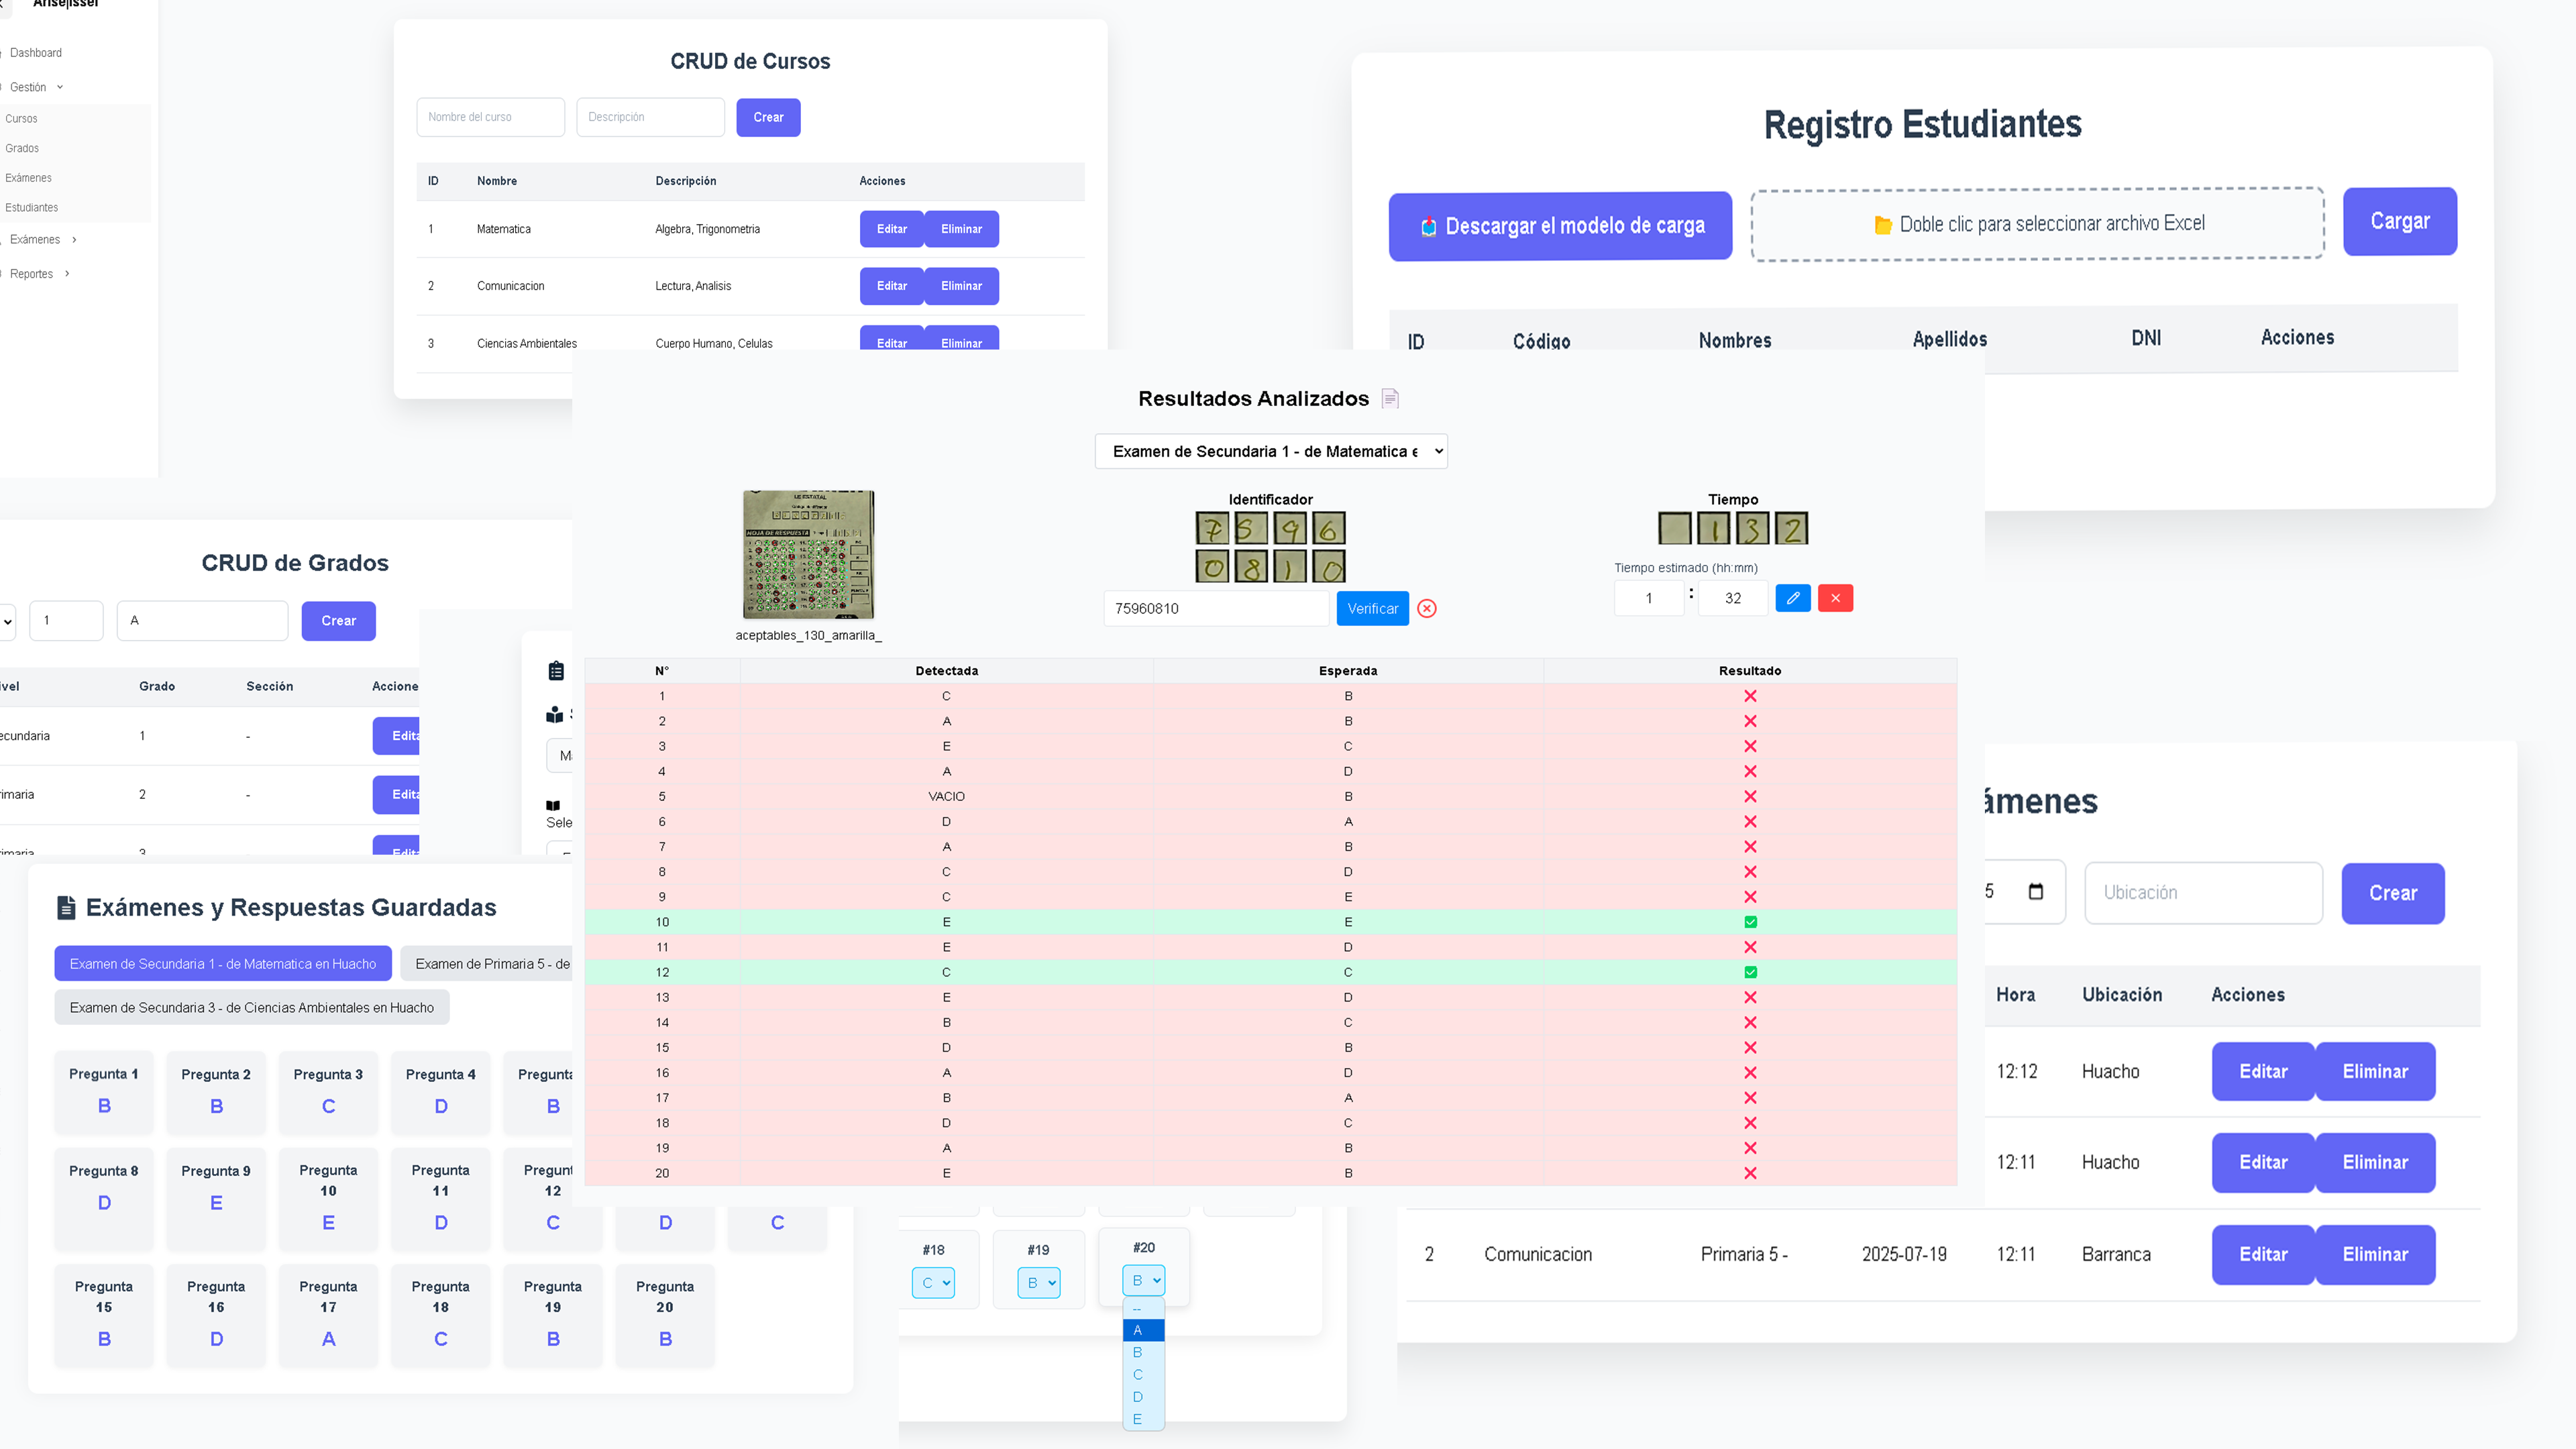 Dashboard
Gestión
Cursos
Grados
Exámenes
Estudiantes
Exámenes
Reportes
CRUD de Cursos
Nombre del curso Descripción Crear
ID Nombre Descripción Acciones
1 Matematica Algebra, Trigonometria Editar Eliminar
2 Comunicacion Lectura, Analisis Editar Eliminar
3 Ciencias Ambientales Cuerpo Humano, Celulas Editar Eliminar
Registro Estudiantes
Descargar el modelo de carga Doble clic para seleccionar archivo Excel Cargar
ID Código Nombres Apellidos DNI Acciones
CRUD de Grados
1 A Crear
vel Grado Sección Accione
ecundaria 1 - Edita
imaria 2 - Edita
imaria 3 Edita
Sele
Resultados Analizados
Examen de Secundaria 1 - de Matematica e
Identificador
7 5 9 6
0 8 1 0
75960810 Verificar
Tiempo
1 3 2
Tiempo estimado (hh:mm)
1 : 32
HOJA DE RESPUESTA
aceptables_130_amarilla_
N° Detectada Esperada Resultado
1 C B ❌
2 A B ❌
3 E C ❌
4 A D ❌
5 VACIO B ❌
6 D A ❌
7 A B ❌
8 C D ❌
9 C E ❌
10 E E ✅
11 E D ❌
12 C C ✅
13 E D ❌
14 B C ❌
15 D B ❌
16 A D ❌
17 B A ❌
18 D C ❌
19 A B ❌
20 E B ❌
Exámenes y Respuestas Guardadas
Examen de Secundaria 1 - de Matematica en Huacho Examen de Primaria 5 - de
Examen de Secundaria 3 - de Ciencias Ambientales en Huacho
Pregunta 1 Pregunta 2 Pregunta 3 Pregunta 4 Pregunta
B B C D B
Pregunta 8 Pregunta 9 Pregunta 10 Pregunta 11 Pregunt 12
D E E D C D C
Pregunta 15 Pregunta 16 Pregunta 17 Pregunta 18 Pregunta 19 Pregunta 20
B D A C B B
#18 #19 #20
C B B
--
A
B
C
D
E
ámenes
5 Ubicación Crear
Hora Ubicación Acciones
12:12 Huacho Editar Eliminar
12:11 Huacho Editar Eliminar
2 Comunicacion Primaria 5 - 2025-07-19 12:11 Barranca Editar Eliminar